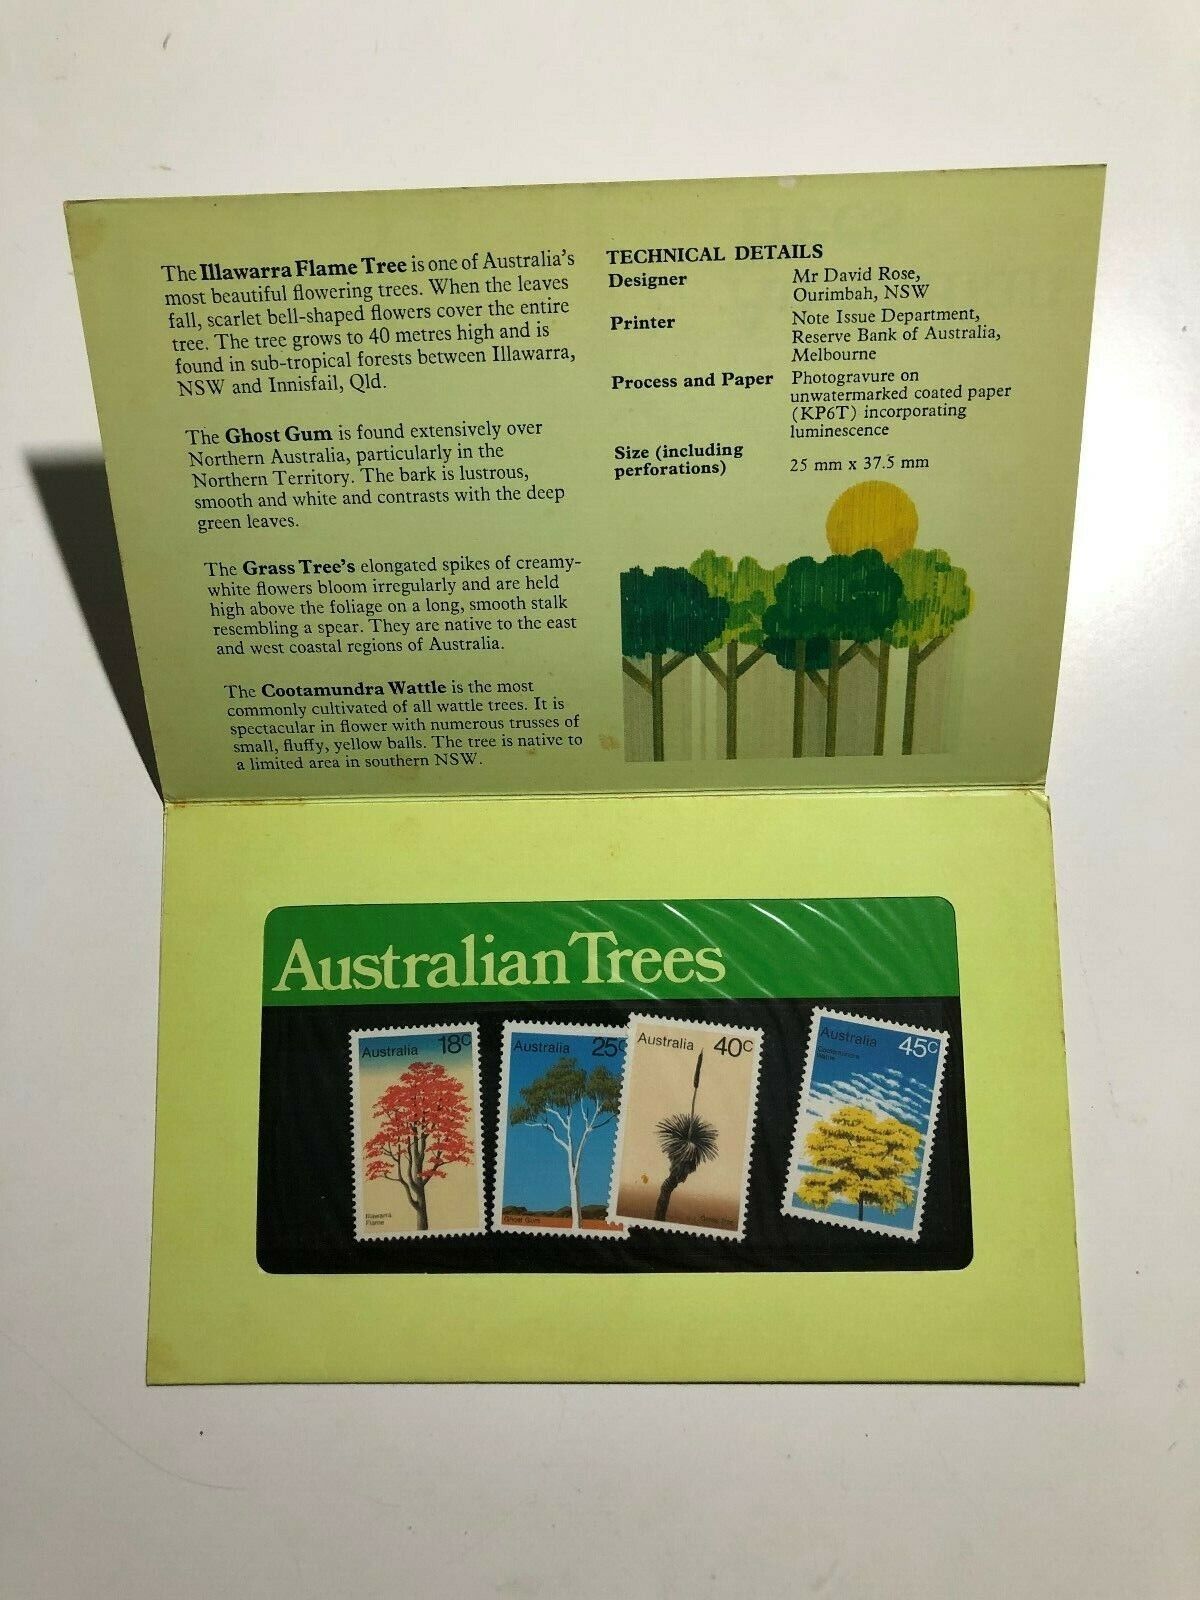 The Illawarra Flame Tree is one of Australia's
most beautiful flowering trees. When the leaves
fall, scarlet bell-shaped flowers cover the entire
tree. The tree grows to 40 metres high and is
found in sub-tropical forests between Illawarra,
NSW and Innisfail, Qld.
The Ghost Gum is found extensively over
Northern Australia, particularly in the
Northern Territory. The bark is lustrous,
smooth and white and contrasts with the deep
green leaves.
The Grass Tree's elongated spikes of creamy-
white flowers bloom irregularly and are held
high above the foliage on a long, smooth stalk
resembling a spear. They are native to the east
and west coastal regions of Australia.
The Cootamundra Wattle is the most
commonly cultivated of all wattle trees. It is
spectacular in flower with numerous trusses of
small, fluffy, yellow balls. The tree is native to
a limited area in southern NSW.
TECHNICAL DETAILS
Designer Mr David Rose,
Ourimbah, NSW
Printer Note Issue Department,
Reserve Bank of Australia,
Melbourne
Process and Paper Photogravure on
unwatermarked coated paper
(KP6T) incorporating
luminescence
Size (including
perforations) 25 mm x 37.5 mm
Australian Trees
Australia 18c
Illawarra
Flame
Australia 25c
Ghost Gum
Australia 40c
Grass Tree
Australia 45c
Cootamundra
Wattle